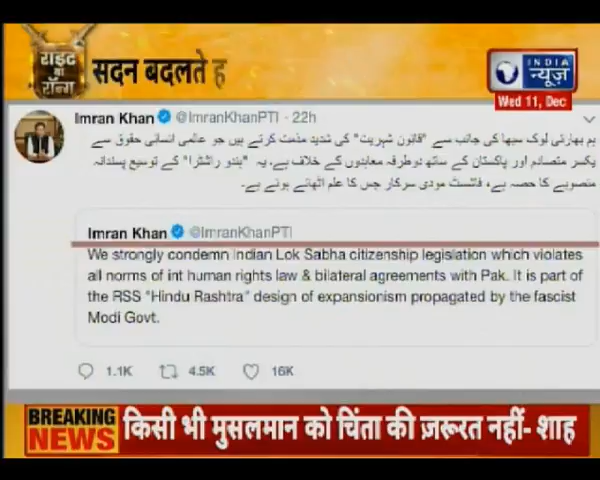 राइट
या
रॉन्ग
सदन बदलते ह
INDIA
न्यूज़
Wed 11, Dec
Imran Khan @ImranKhanPTI · 22h
ہم بھارتی لوک سبھا کی جانب سے "قانون شہریت" کی شدید مذمت کرتے ہیں جو عالمی انسانی حقوق سے
یکسر متصادم اور پاکستان کے ساتھ دوطرفہ معاہدوں کے خلاف ہے۔ یہ "ہندو راشٹرا" کے توسیع پسندانہ
منصوبے کا حصہ ہے، فاشسٹ مودی سرکار جس کا علم اٹھائے ہوئے ہے۔
Imran Khan @ImranKhanPTI
We strongly condemn Indian Lok Sabha citizenship legislation which violates
all norms of int human rights law & bilateral agreements with Pak. It is part of
the RSS "Hindu Rashtra" design of expansionism propagated by the fascist
Modi Govt.
1.1K 4.5K 16K
BREAKING
NEWS
किसी भी मुसलमान को चिंता की ज़रूरत नहीं- शाह